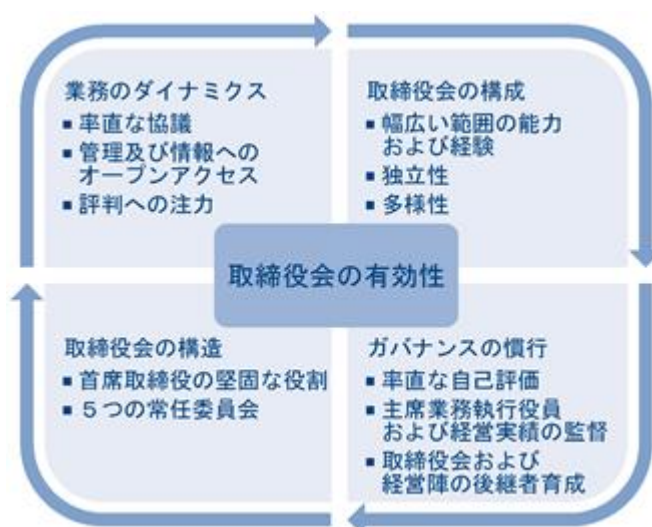 業務のダイナミクス
■ 率直な協議
■ 管理及び情報への
オープンアクセス
■ 評判への注力
取締役会の構成
■ 幅広い範囲の能力
および経験
■ 独立性
■ 多様性
取締役会の有効性
取締役会の構造
■ 首席取締役の堅固な役割
■ ５つの常任委員会
ガバナンスの慣行
■ 率直な自己評価
■ 主席業務執行役員
および経営実績の監督
■ 取締役会および
経営陣の後継者育成